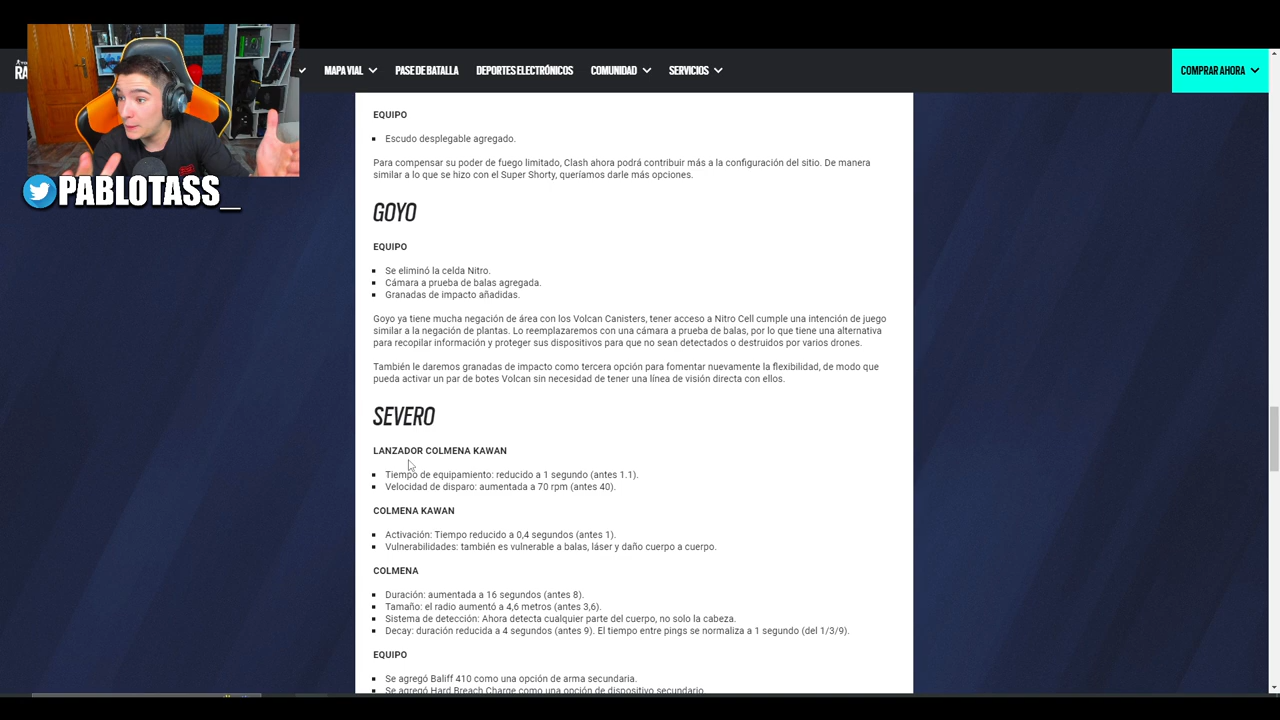 RA
MAPA VIAL
PASE DE BATALLA
DEPORTES ELECTRÓNICOS
COMUNIDAD
SERVICIOS
COMPRAR AHORA
PABLOTASS_
EQUIPO
Escudo desplegable agregado.
Para compensar su poder de fuego limitado, Clash ahora podrá contribuir más a la configuración del sitio. De manera
similar a lo que se hizo con el Super Shorty, queríamos darle más opciones.
GOYO
EQUIPO
Se eliminó la celda Nitro.
Cámara a prueba de balas agregada.
Granadas de impacto añadidas.
Goyo ya tiene mucha negación de área con los Volcan Canisters, tener acceso a Nitro Cell cumple una intención de juego
similar a la negación de plantas. Lo reemplazaremos con una cámara a prueba de balas, por lo que tiene una alternativa
para recopilar información y proteger sus dispositivos para que no sean detectados o destruidos por varios drones.
También le daremos granadas de impacto como tercera opción para fomentar nuevamente la flexibilidad, de modo que
pueda activar un par de botes Volcan sin necesidad de tener una línea de visión directa con ellos.
SEVERO
LANZADOR COLMENA KAWAN
Tiempo de equipamiento: reducido a 1 segundo (antes 1.1).
Velocidad de disparo: aumentada a 70 rpm (antes 40).
COLMENA KAWAN
Activación: Tiempo reducido a 0,4 segundos (antes 1).
Vulnerabilidades: también es vulnerable a balas, láser y daño cuerpo a cuerpo.
COLMENA
Duración: aumentada a 16 segundos (antes 8).
Tamaño: el radio aumentó a 4,6 metros (antes 3,6).
Sistema de detección: Ahora detecta cualquier parte del cuerpo, no solo la cabeza.
Decay: duración reducida a 4 segundos (antes 9). El tiempo entre pings se normaliza a 1 segundo (del 1/3/9).
EQUIPO
Se agregó Baliff 410 como una opción de arma secundaria.
Se agregó Hard Breach Charge como una opción de dispositivo secundario.